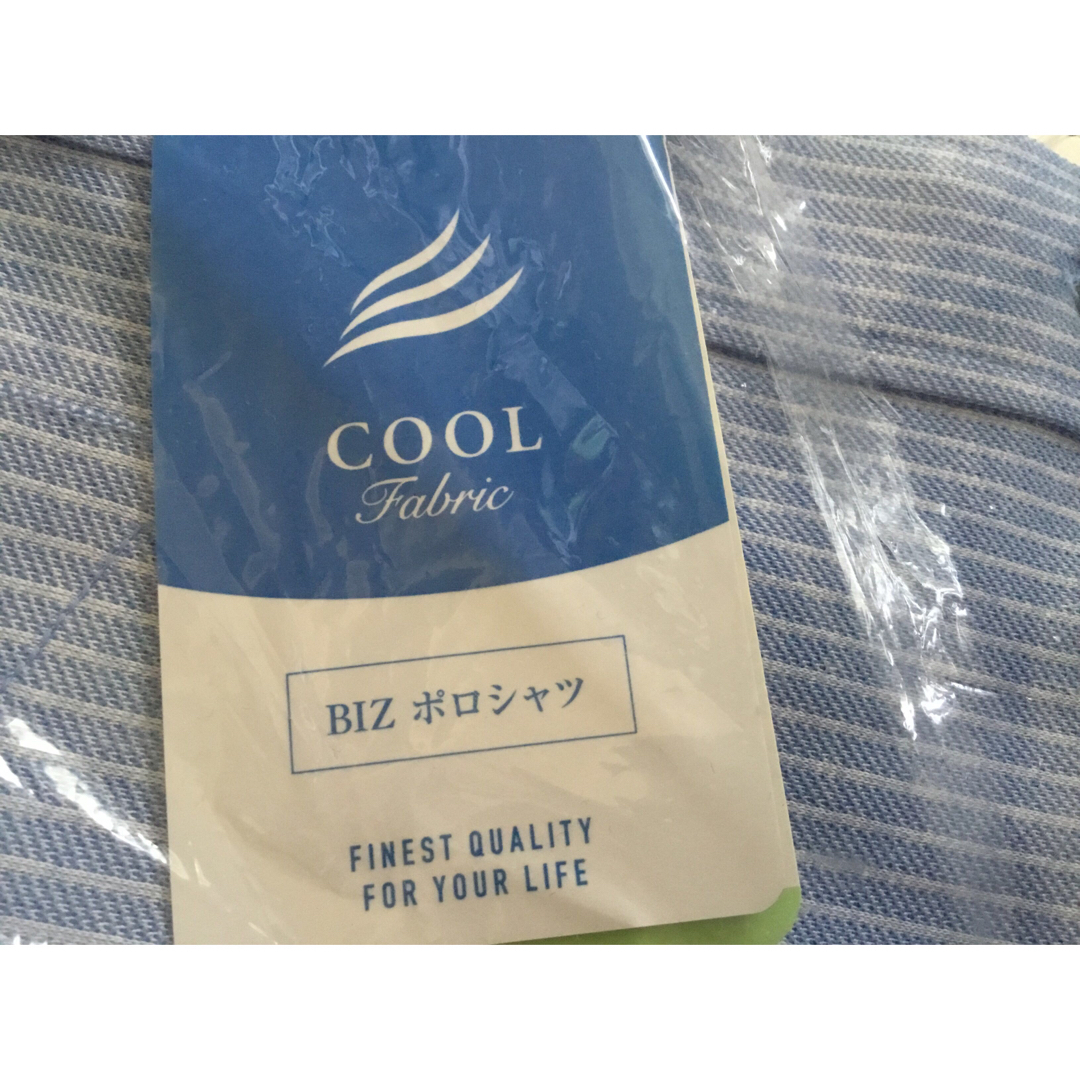 COOL
Fabric
BIZ ポロシャツ
FINEST QUALITY
FOR YOUR LIFE